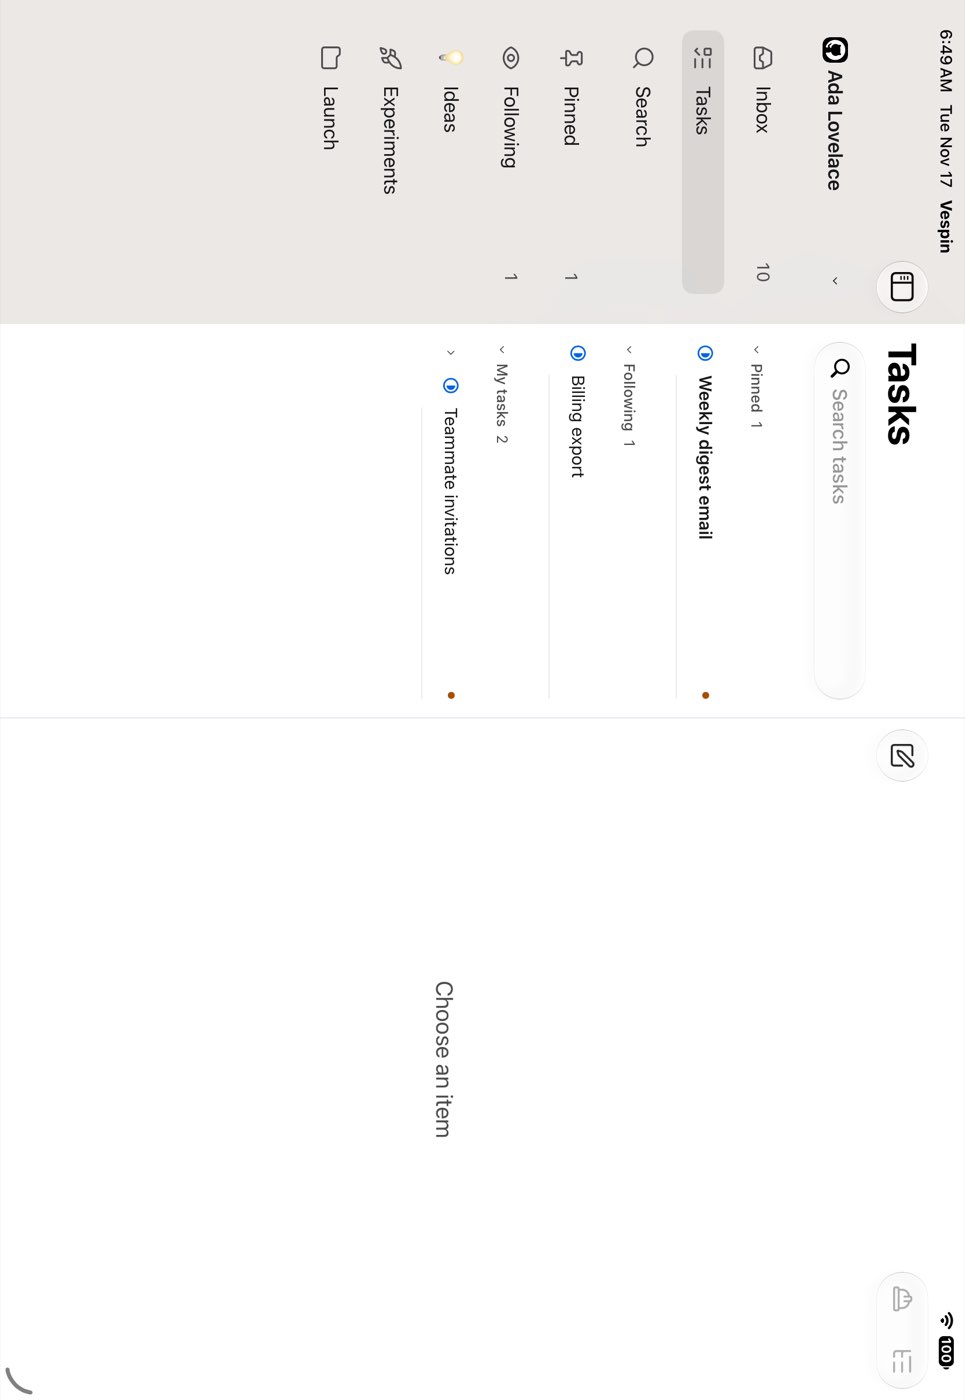 6:49 AM Tue Nov 17 Vespin
100
Ada Lovelace
Inbox 10
Tasks
Search
Pinned 1
Following 1
Ideas
Experiments
Launch
Tasks
Search tasks
Pinned 1
Weekly digest email
Following 1
Billing export
My tasks 2
Teammate invitations
Choose an item